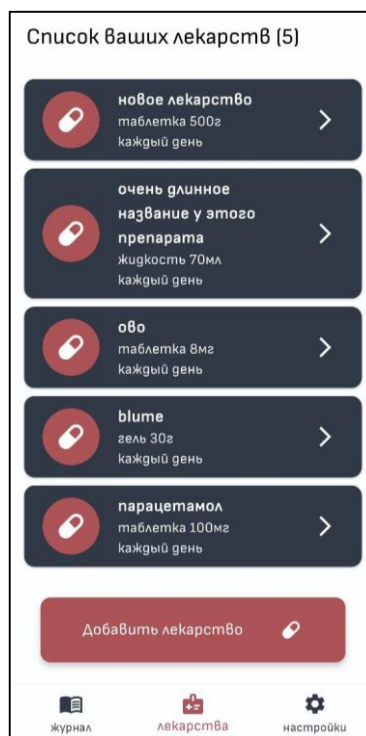 Список ваших лекарств (5)
новое лекарство
таблетка 500г
каждый день
очень длинное
название у этого
препарата
жидкость 70мл
каждый день
ово
таблетка 8мг
каждый день
blume
гель 30г
каждый день
парацетамол
таблетка 100мг
каждый день
Добавить лекарство
журнал лекарства настройки